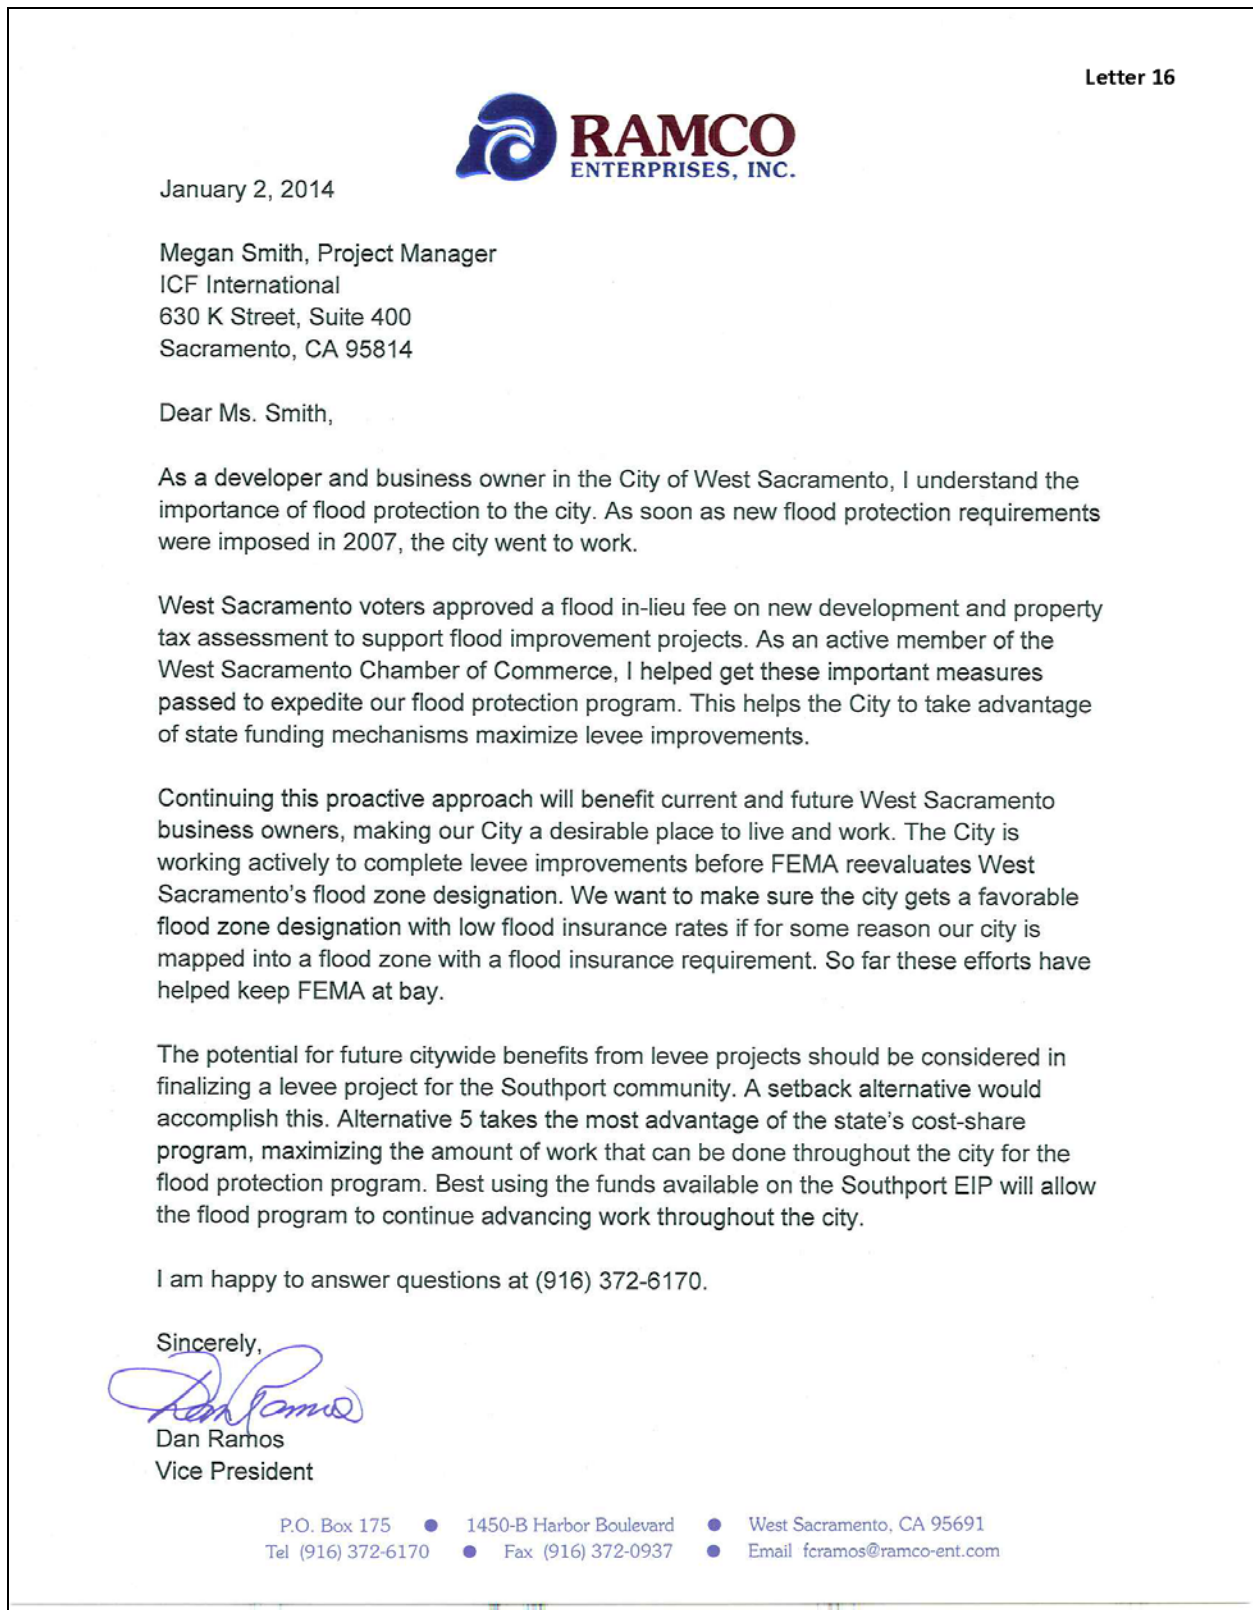 Letter 16
RAMCO
ENTERPRISES, INC.
January 2, 2014
Megan Smith, Project Manager
ICF International
630 K Street, Suite 400
Sacramento, CA 95814
Dear Ms. Smith,
As a developer and business owner in the City of West Sacramento, I understand the
importance of flood protection to the city. As soon as new flood protection requirements
were imposed in 2007, the city went to work.
West Sacramento voters approved a flood in-lieu fee on new development and property
tax assessment to support flood improvement projects. As an active member of the
West Sacramento Chamber of Commerce, I helped get these important measures
passed to expedite our flood protection program. This helps the City to take advantage
of state funding mechanisms maximize levee improvements.
Continuing this proactive approach will benefit current and future West Sacramento
business owners, making our City a desirable place to live and work. The City is
working actively to complete levee improvements before FEMA reevaluates West
Sacramento's flood zone designation. We want to make sure the city gets a favorable
flood zone designation with low flood insurance rates if for some reason our city is
mapped into a flood zone with a flood insurance requirement. So far these efforts have
helped keep FEMA at bay.
The potential for future citywide benefits from levee projects should be considered in
finalizing a levee project for the Southport community. A setback alternative would
accomplish this. Alternative 5 takes the most advantage of the state's cost-share
program, maximizing the amount of work that can be done throughout the city for the
flood protection program. Best using the funds available on the Southport EIP will allow
the flood program to continue advancing work throughout the city.
I am happy to answer questions at (916) 372-6170.
Sincerely,
Dan Ramos
Dan Ramos
Vice President
P.O. Box 175 ● 1450-B Harbor Boulevard ● West Sacramento, CA 95691
Tel (916) 372-6170 ● Fax (916) 372-0937 ● Email fcramos@ramco-ent.com